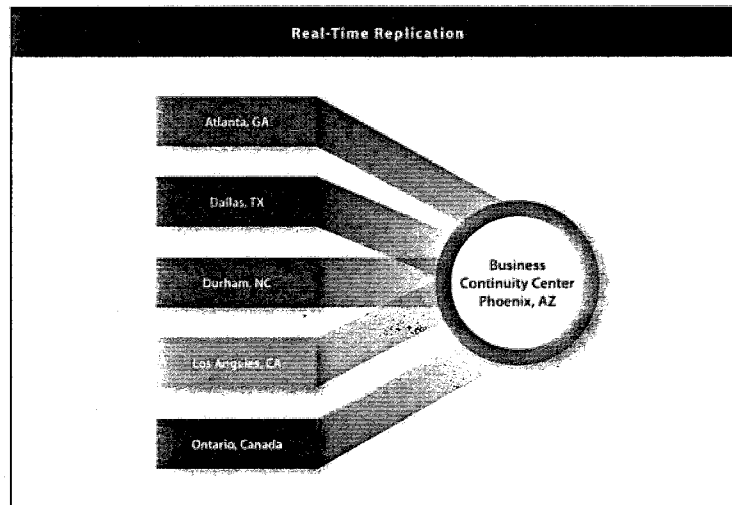 Real-Time Replication
Atlanta, GA
Dallas, TX
Durham, NC
Los Angeles, CA
Ontario, Canada
Business
Continuity Center
Phoenix, AZ